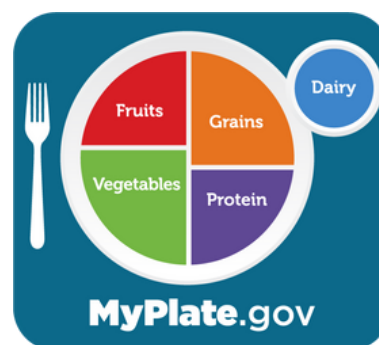 Dairy
Fruits
Grains
Vegetables
Protein
MyPlate.gov